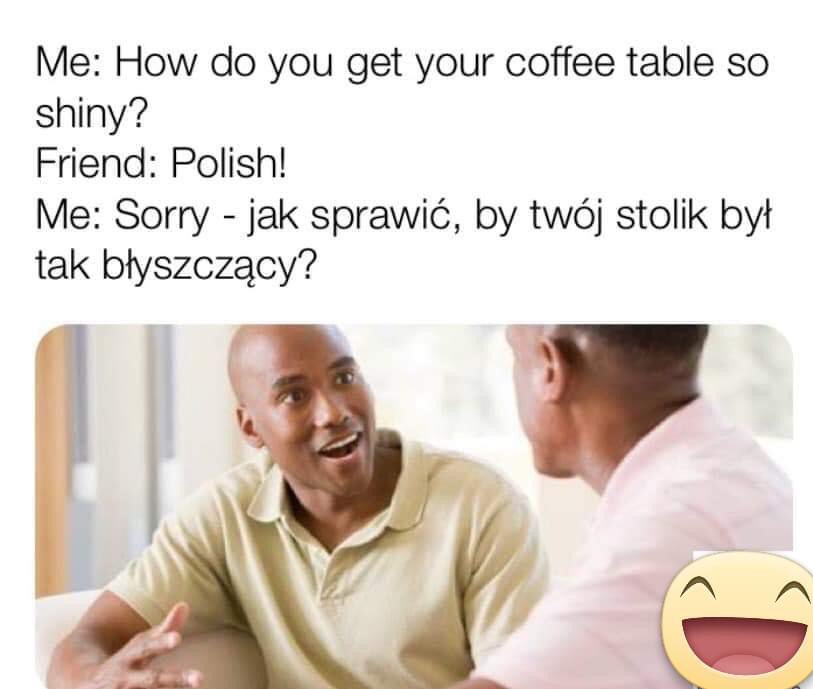 Me: How do you get your coffee table so
shiny?
Friend: Polish!
Me: Sorry - jak sprawić, by twój stolik był
tak błyszczący?